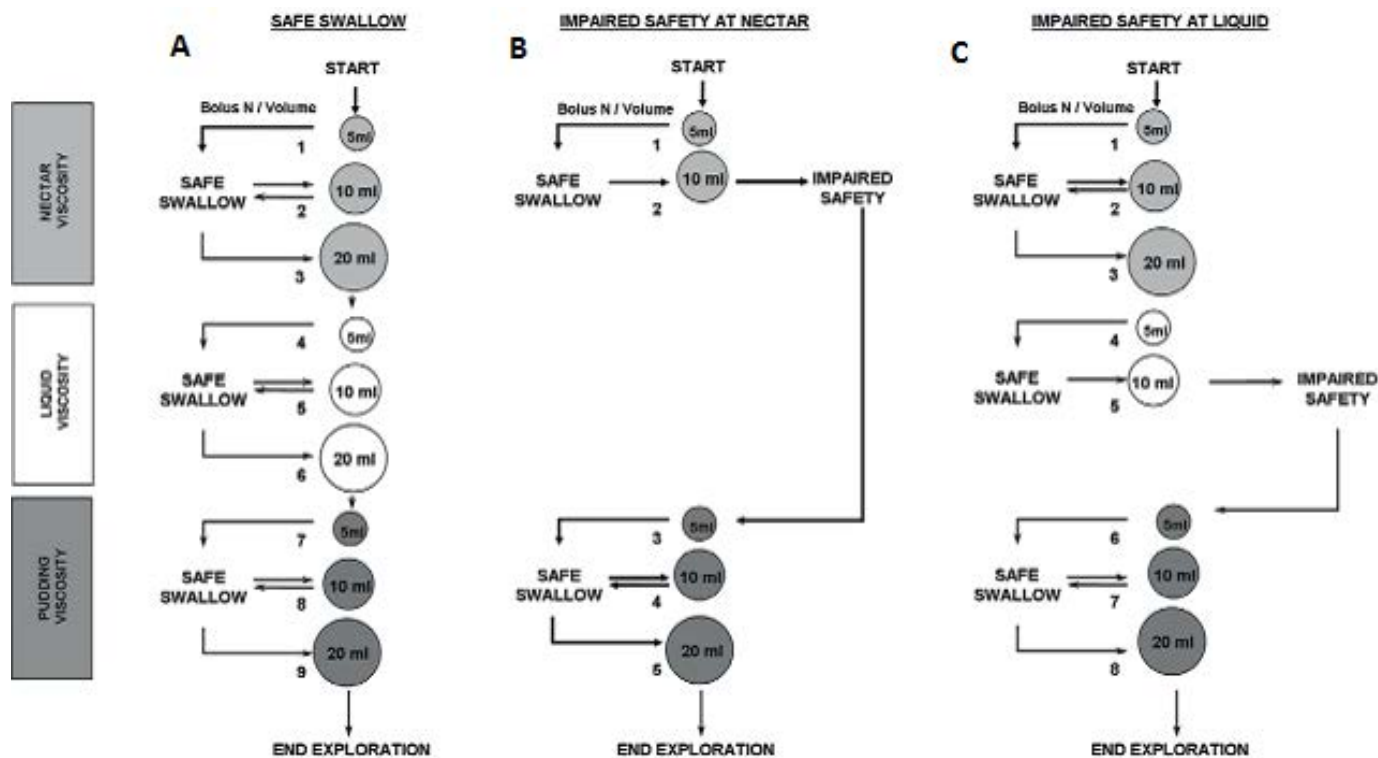 SAFE SWALLOW
IMPAIRED SAFETY AT NECTAR
IMPAIRED SAFETY AT LIQUID
A
B
C
NECTAR
VISCOSITY
LIQUID
VISCOSITY
PUDDING
VISCOSITY
START
Bolus N / Volume
5ml
1
SAFE
SWALLOW
10 ml
2
20 ml
3
5ml
4
SAFE
SWALLOW
10 ml
5
20 ml
6
5ml
7
SAFE
SWALLOW
10 ml
8
20 ml
9
END EXPLORATION
START
Bolus N / Volume
5ml
1
SAFE
SWALLOW
10 ml
2
IMPAIRED
SAFETY
5ml
3
SAFE
SWALLOW
10 ml
4
20 ml
5
END EXPLORATION
START
Bolus N / Volume
5ml
1
SAFE
SWALLOW
10 ml
2
20 ml
3
5ml
4
SAFE
SWALLOW
10 ml
5
IMPAIRED
SAFETY
5ml
6
SAFE
SWALLOW
10 ml
7
20 ml
8
END EXPLORATION